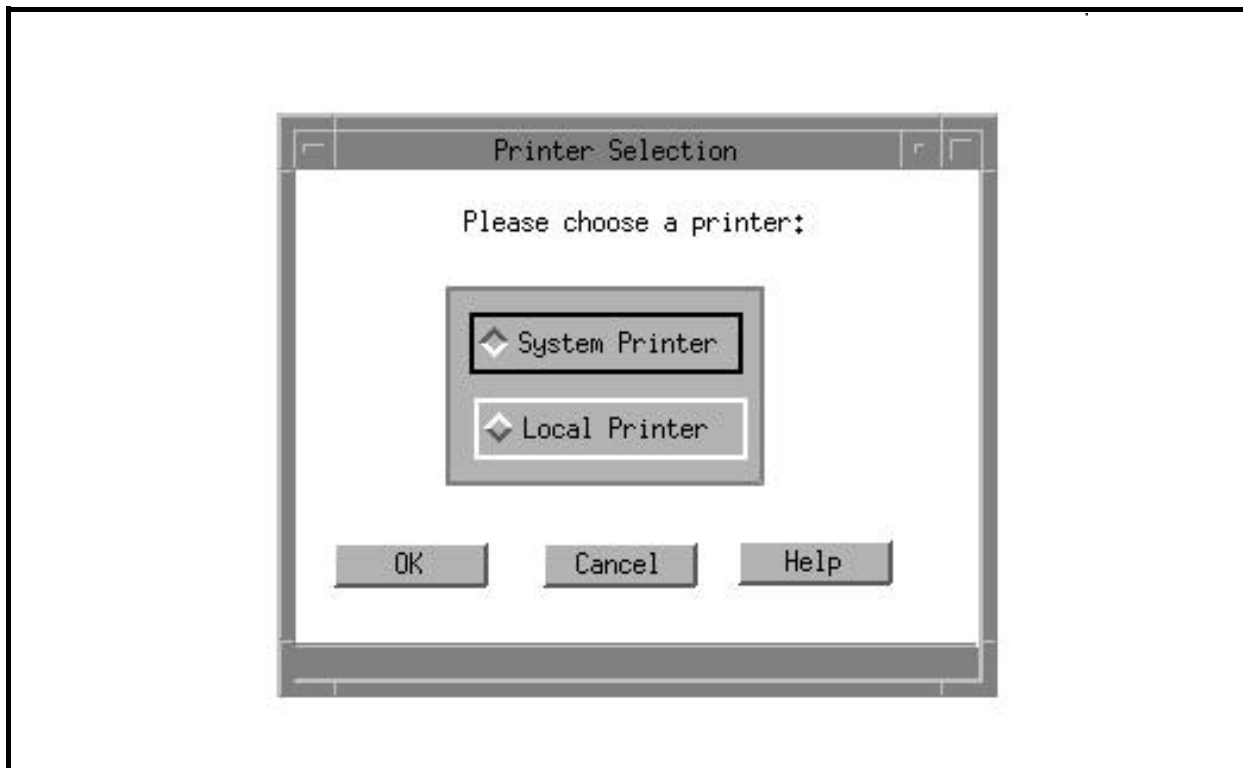 Printer Selection
Please choose a printer:
System Printer
Local Printer
OK
Cancel
Help